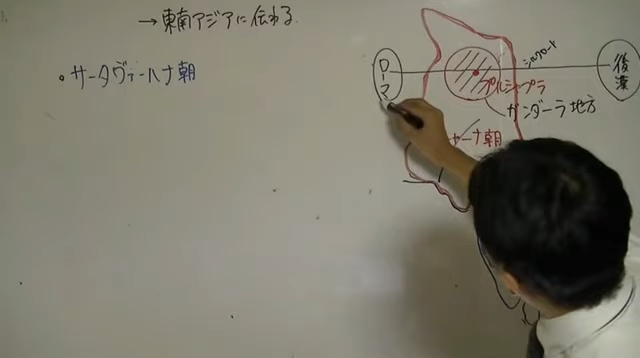 →東南アジアに伝わる
・サータヴァーハナ朝
ローマ
シルクロード
後漢
プルシャプラ
ガンダーラ地方
ャーナ朝